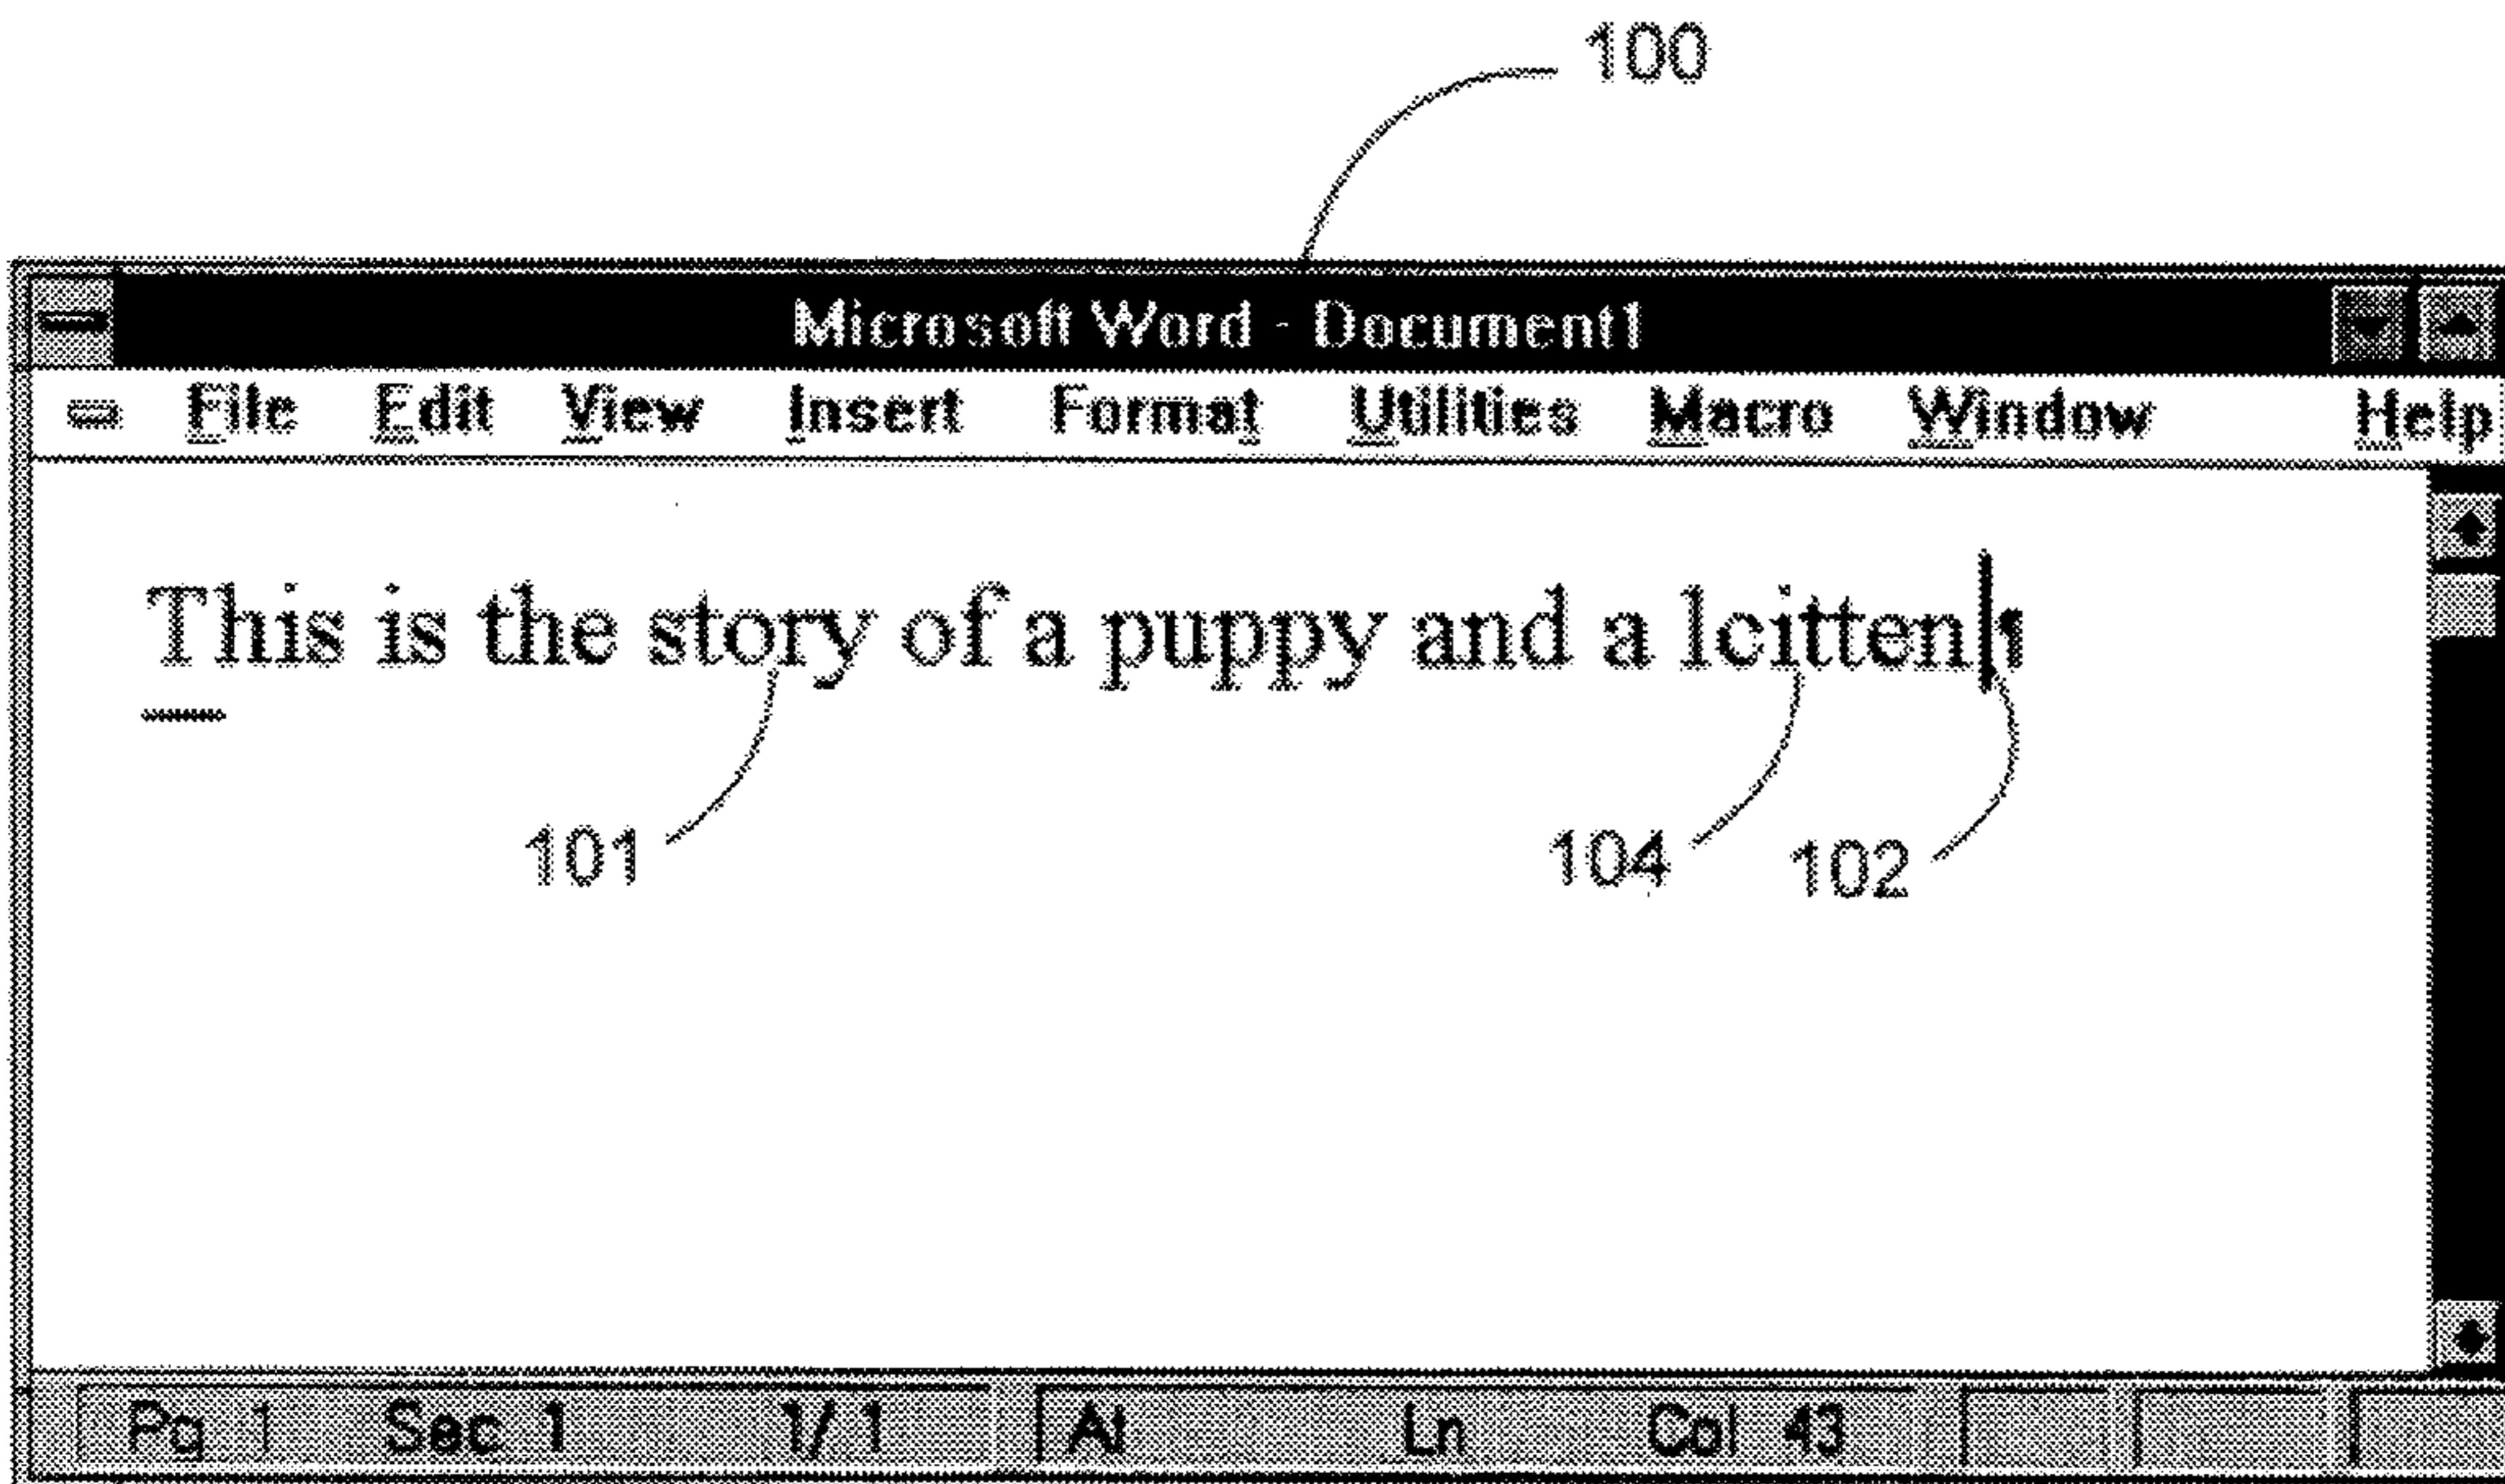 100
Microsoft Word - Document1
File Edit View Insert Format Utilities Macro Window Help
This is the story of a puppy and a lcitten¶
101 104 102
Pg 1 Sec 1 1/1 At Ln Col 43